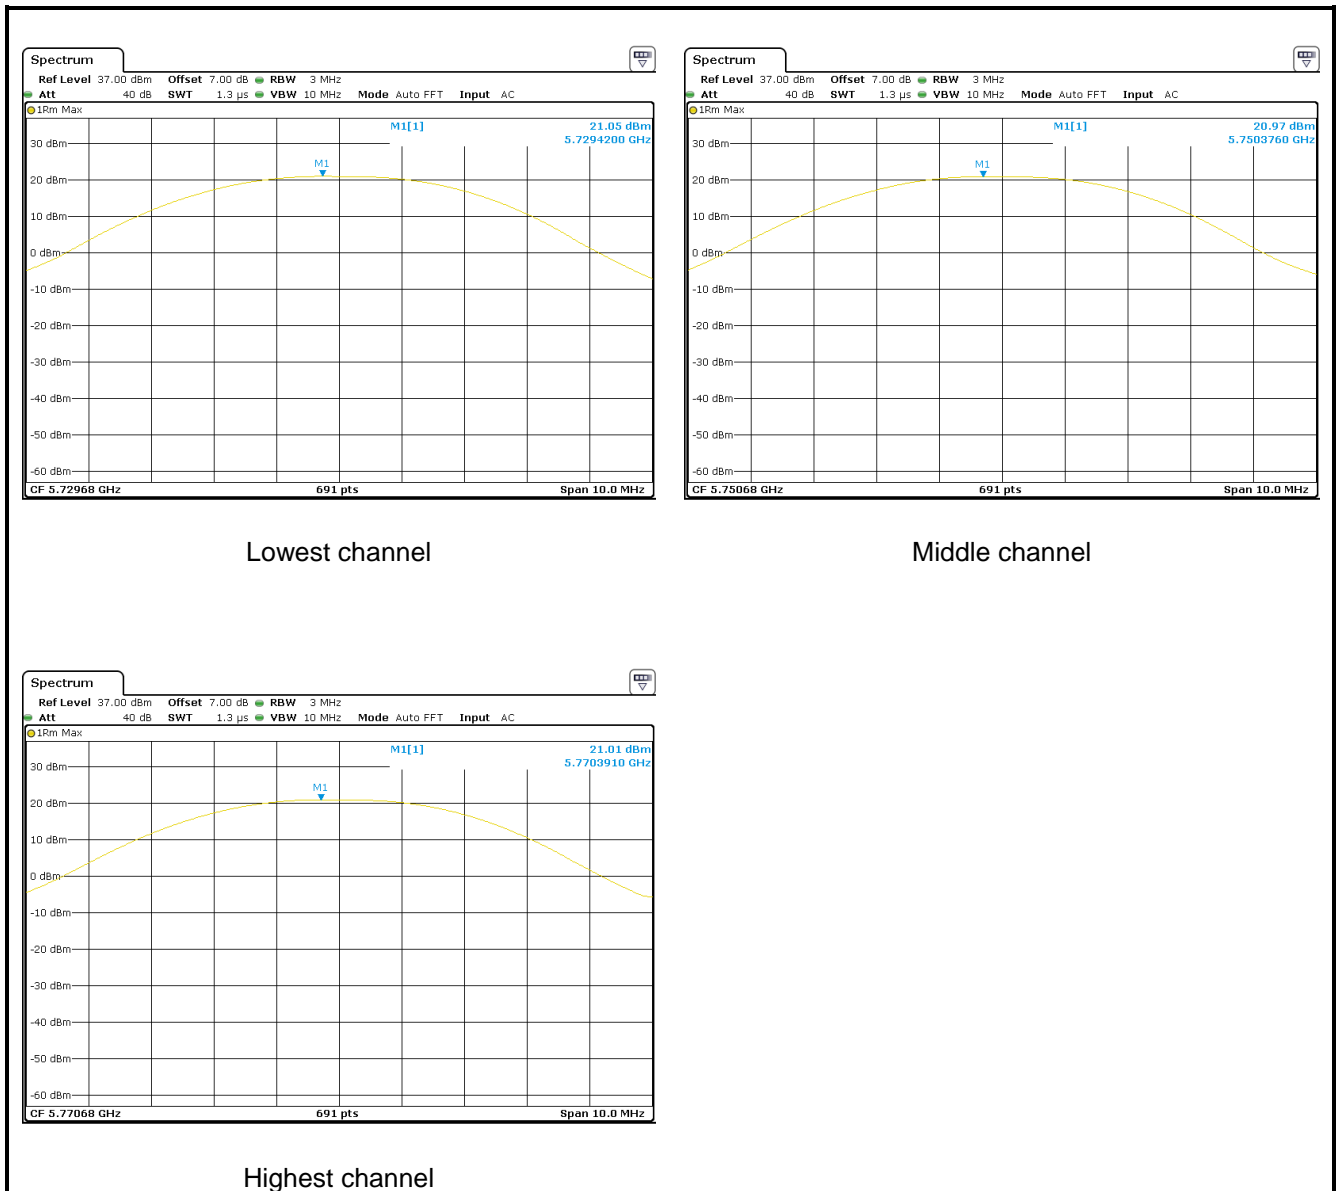 Spectrum
Ref Level 37.00 dBm Offset 7.00 dB RBW 3 MHz
Att 40 dB SWT 1.3 µs VBW 10 MHz Mode Auto FFT Input AC
1Rm Max
M1[1] 21.05 dBm
5.7294200 GHz
30 dBm
M1
20 dBm
10 dBm
0 dBm
-10 dBm
-20 dBm
-30 dBm
-40 dBm
-50 dBm
-60 dBm
CF 5.72968 GHz 691 pts Span 10.0 MHz
Lowest channel
Spectrum
Ref Level 37.00 dBm Offset 7.00 dB RBW 3 MHz
Att 40 dB SWT 1.3 µs VBW 10 MHz Mode Auto FFT Input AC
1Rm Max
M1[1] 20.97 dBm
5.7503760 GHz
30 dBm
M1
20 dBm
10 dBm
0 dBm
-10 dBm
-20 dBm
-30 dBm
-40 dBm
-50 dBm
-60 dBm
CF 5.75068 GHz 691 pts Span 10.0 MHz
Middle channel
Spectrum
Ref Level 37.00 dBm Offset 7.00 dB RBW 3 MHz
Att 40 dB SWT 1.3 µs VBW 10 MHz Mode Auto FFT Input AC
1Rm Max
M1[1] 21.01 dBm
5.7703910 GHz
30 dBm
M1
20 dBm
10 dBm
0 dBm
-10 dBm
-20 dBm
-30 dBm
-40 dBm
-50 dBm
-60 dBm
CF 5.77068 GHz 691 pts Span 10.0 MHz
Highest channel